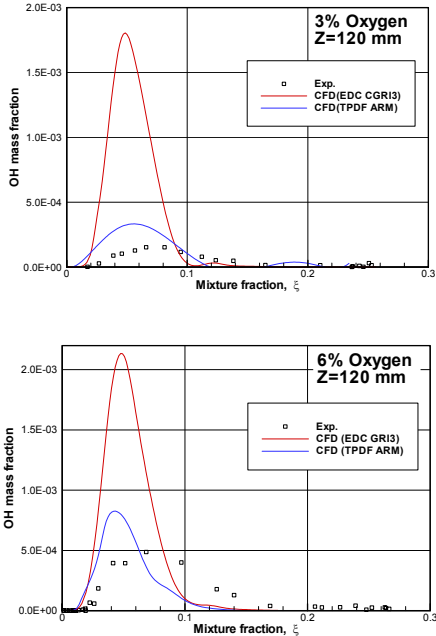 3% Oxygen
Z=120 mm
2.0E-03
1.5E-03
1.0E-03
5.0E-04
0.0E+00
OH mass fraction
Exp.
CFD(EDC CGRI3)
CFD(TPDF ARM)
0 0.1 0.2 0.3
Mixture fraction, ξ
6% Oxygen
Z=120 mm
2.0E-03
1.5E-03
1.0E-03
5.0E-04
0.0E+00
OH mass fraction
Exp.
CFD (EDC GRI3)
CFD (TPDF ARM)
0 0.1 0.2 0.3
Mixture fraction, ξ